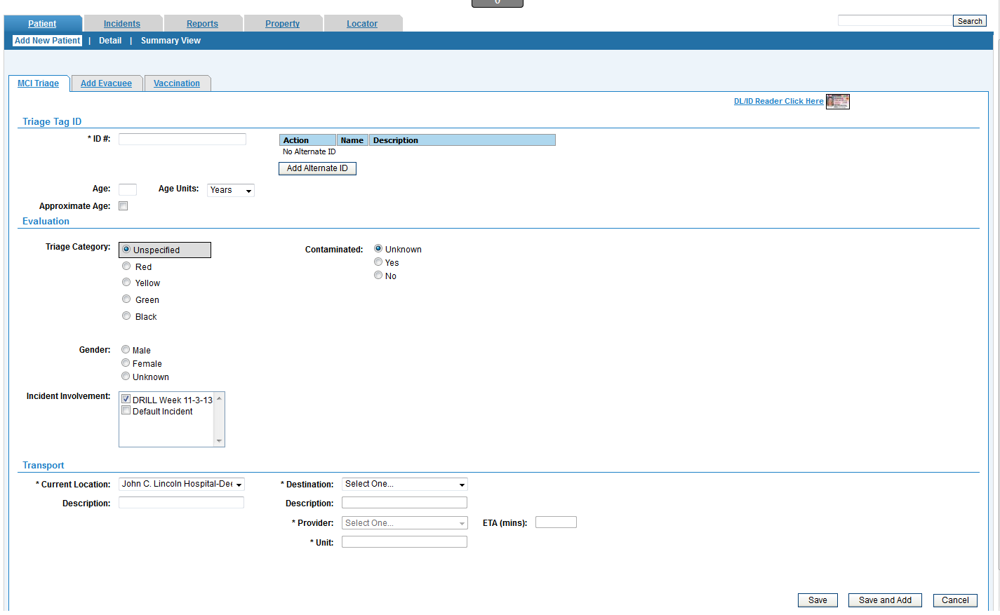 0
Patient Incidents Reports Property Locator Search
Add New Patient | Detail | Summary View
MCI Triage Add Evacuee Vaccination
DL/ID Reader Click Here
Triage Tag ID
* ID #:
Action Name Description
No Alternate ID
Add Alternate ID
Age: Age Units: Years
Approximate Age:
Evaluation
Triage Category: Unspecified Contaminated: Unknown
Red Yes
Yellow No
Green
Black
Gender: Male
Female
Unknown
Incident Involvement: DRILL Week 11-3-13
Default Incident
Transport
* Current Location: John C. Lincoln Hospital-Dee * Destination: Select One...
Description: Description:
* Provider: Select One... ETA (mins):
* Unit:
Save Save and Add Cancel